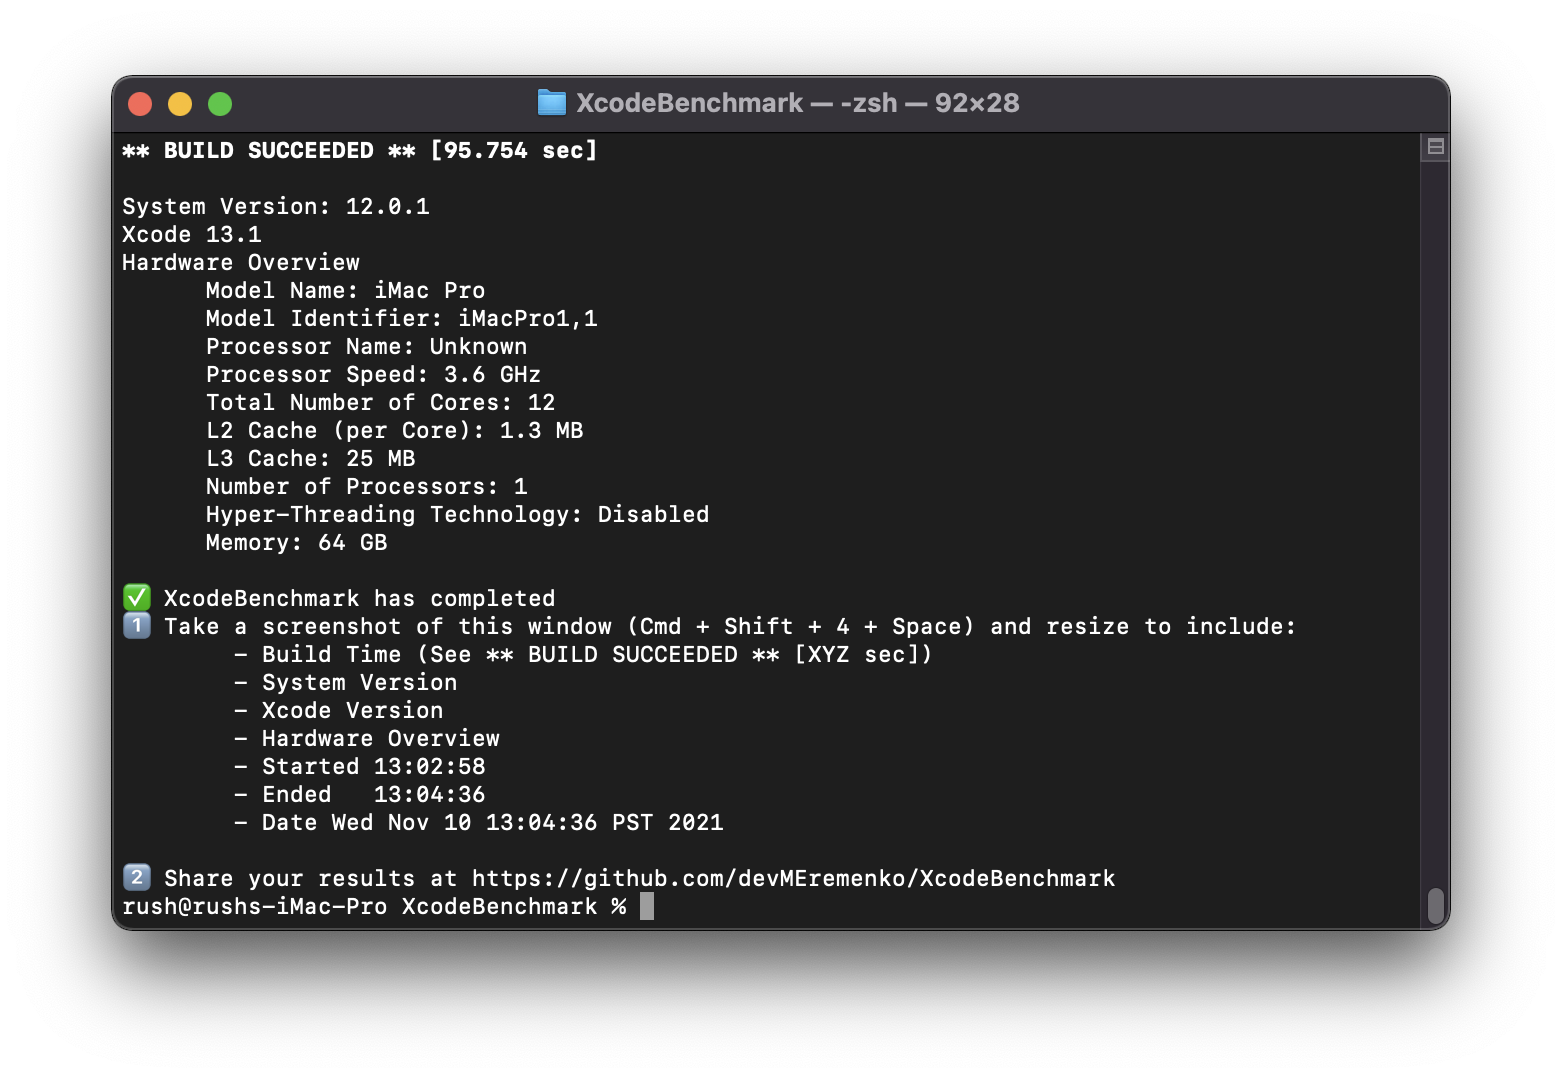 XcodeBenchmark — -zsh — 92×28
** BUILD SUCCEEDED ** [95.754 sec]
System Version: 12.0.1
Xcode 13.1
Hardware Overview
Model Name: iMac Pro
Model Identifier: iMacPro1,1
Processor Name: Unknown
Processor Speed: 3.6 GHz
Total Number of Cores: 12
L2 Cache (per Core): 1.3 MB
L3 Cache: 25 MB
Number of Processors: 1
Hyper-Threading Technology: Disabled
Memory: 64 GB
✅ XcodeBenchmark has completed
1️⃣ Take a screenshot of this window (Cmd + Shift + 4 + Space) and resize to include:
- Build Time (See ** BUILD SUCCEEDED ** [XYZ sec])
- System Version
- Xcode Version
- Hardware Overview
- Started 13:02:58
- Ended   13:04:36
- Date Wed Nov 10 13:04:36 PST 2021
2️⃣ Share your results at https://github.com/devMEremenko/XcodeBenchmark
rush@rushs-iMac-Pro XcodeBenchmark %